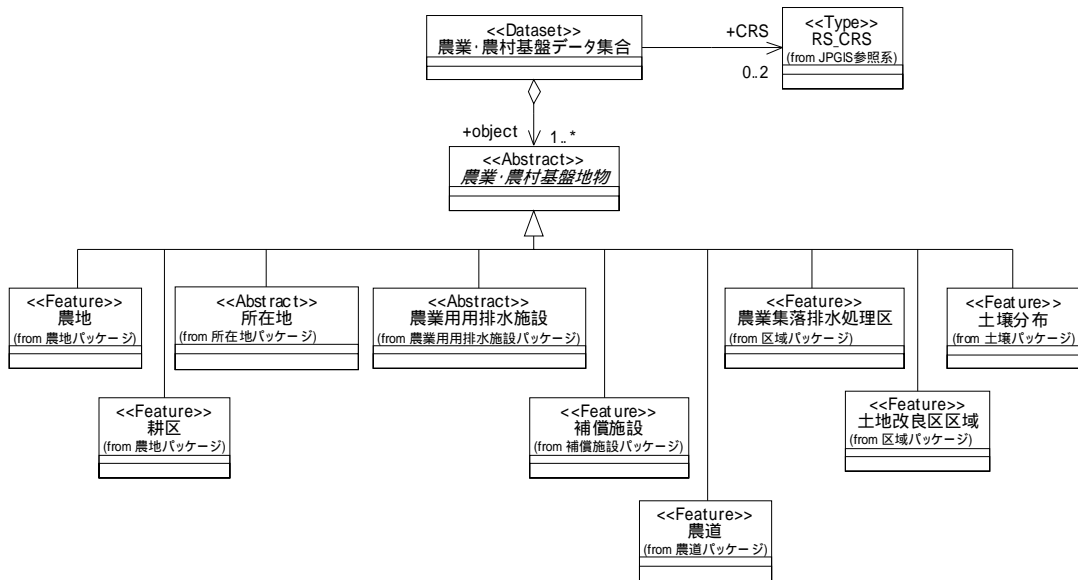 <<Dataset>>
農業・農村基盤データ集合
+CRS
0..2
<<Type>>
RS_CRS
(from JPGIS参照系)
+object
1..*
<<Abstract>>
農業・農村基盤地物
<<Feature>>
農地
(from 農地パッケージ)
<<Abstract>>
所在地
(from 所在地パッケージ)
<<Abstract>>
農業用用排水施設
(from 農業用用排水施設パッケージ)
<<Feature>>
農業集落排水処理区
(from 区域パッケージ)
<<Feature>>
土壌分布
(from 土壌パッケージ)
<<Feature>>
耕区
(from 農地パッケージ)
<<Feature>>
補償施設
(from 補償施設パッケージ)
<<Feature>>
土地改良区区域
(from 区域パッケージ)
<<Feature>>
農道
(from 農道パッケージ)